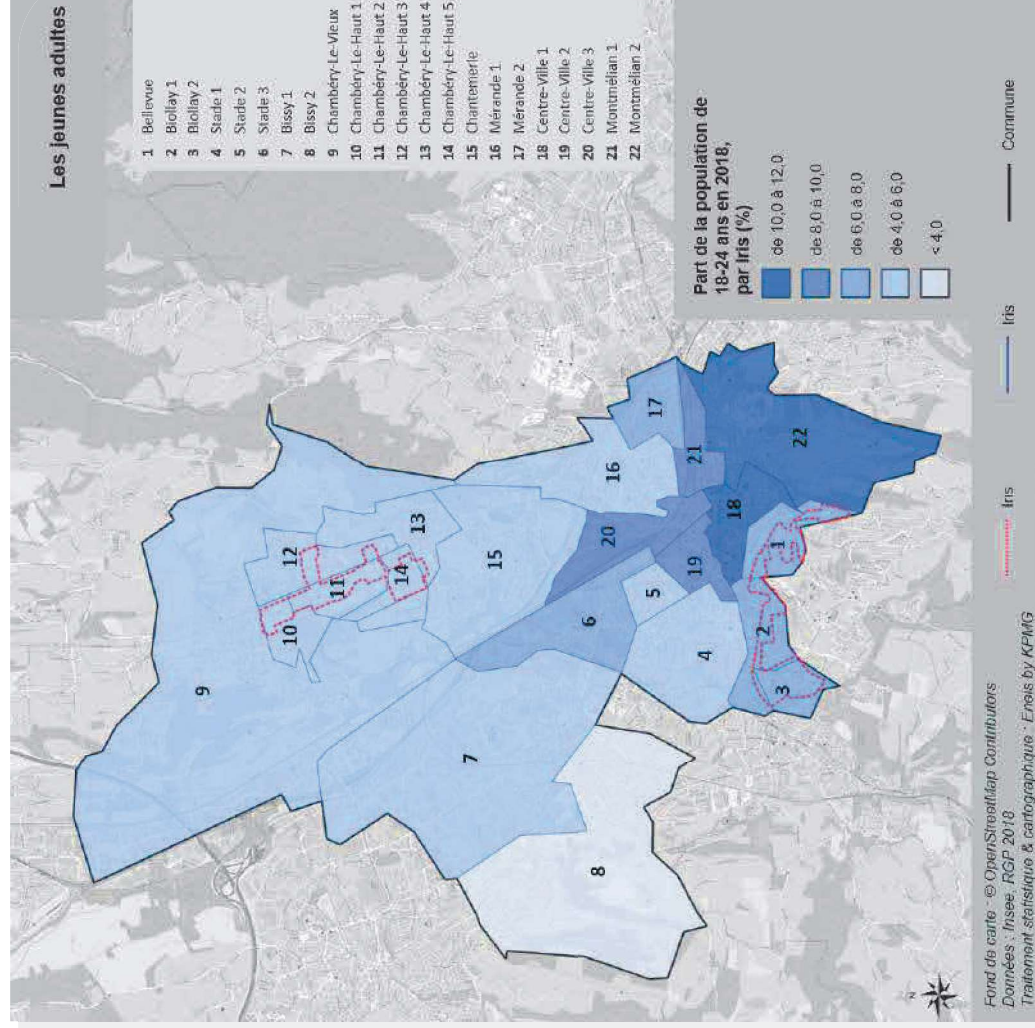 Les jeunes adultes
1 Bellevue
2 Biollay 1
3 Biollay 2
4 Stade 1
5 Stade 2
6 Stade 3
7 Bissy 1
8 Bissy 2
9 Chambéry-Le-Vieux
10 Chambéry-Le-Haut 1
11 Chambéry-Le-Haut 2
12 Chambéry-Le-Haut 3
13 Chambéry-Le-Haut 4
14 Chambéry-Le-Haut 5
15 Chantemerle
16 Mérande 1
17 Mérande 2
18 Centre-Ville 1
19 Centre-Ville 2
20 Centre-Ville 3
21 Montmélian 1
22 Montmélian 2
Part de la population de
18-24 ans en 2018,
par Iris (%)
de 10,0 à 12,0
de 8,0 à 10,0
de 6,0 à 8,0
de 4,0 à 6,0
< 4,0
Iris
Iris
Commune
9
10
12
11
13
14
7
15
6
20
16
17
8
5
4
19
21
18
22
1
2
3
N
Fond de carte - © OpenStreetMap Contributors
Données : Insee, RGP 2018
Traitement statistique & cartographique : Eneis by KPMG